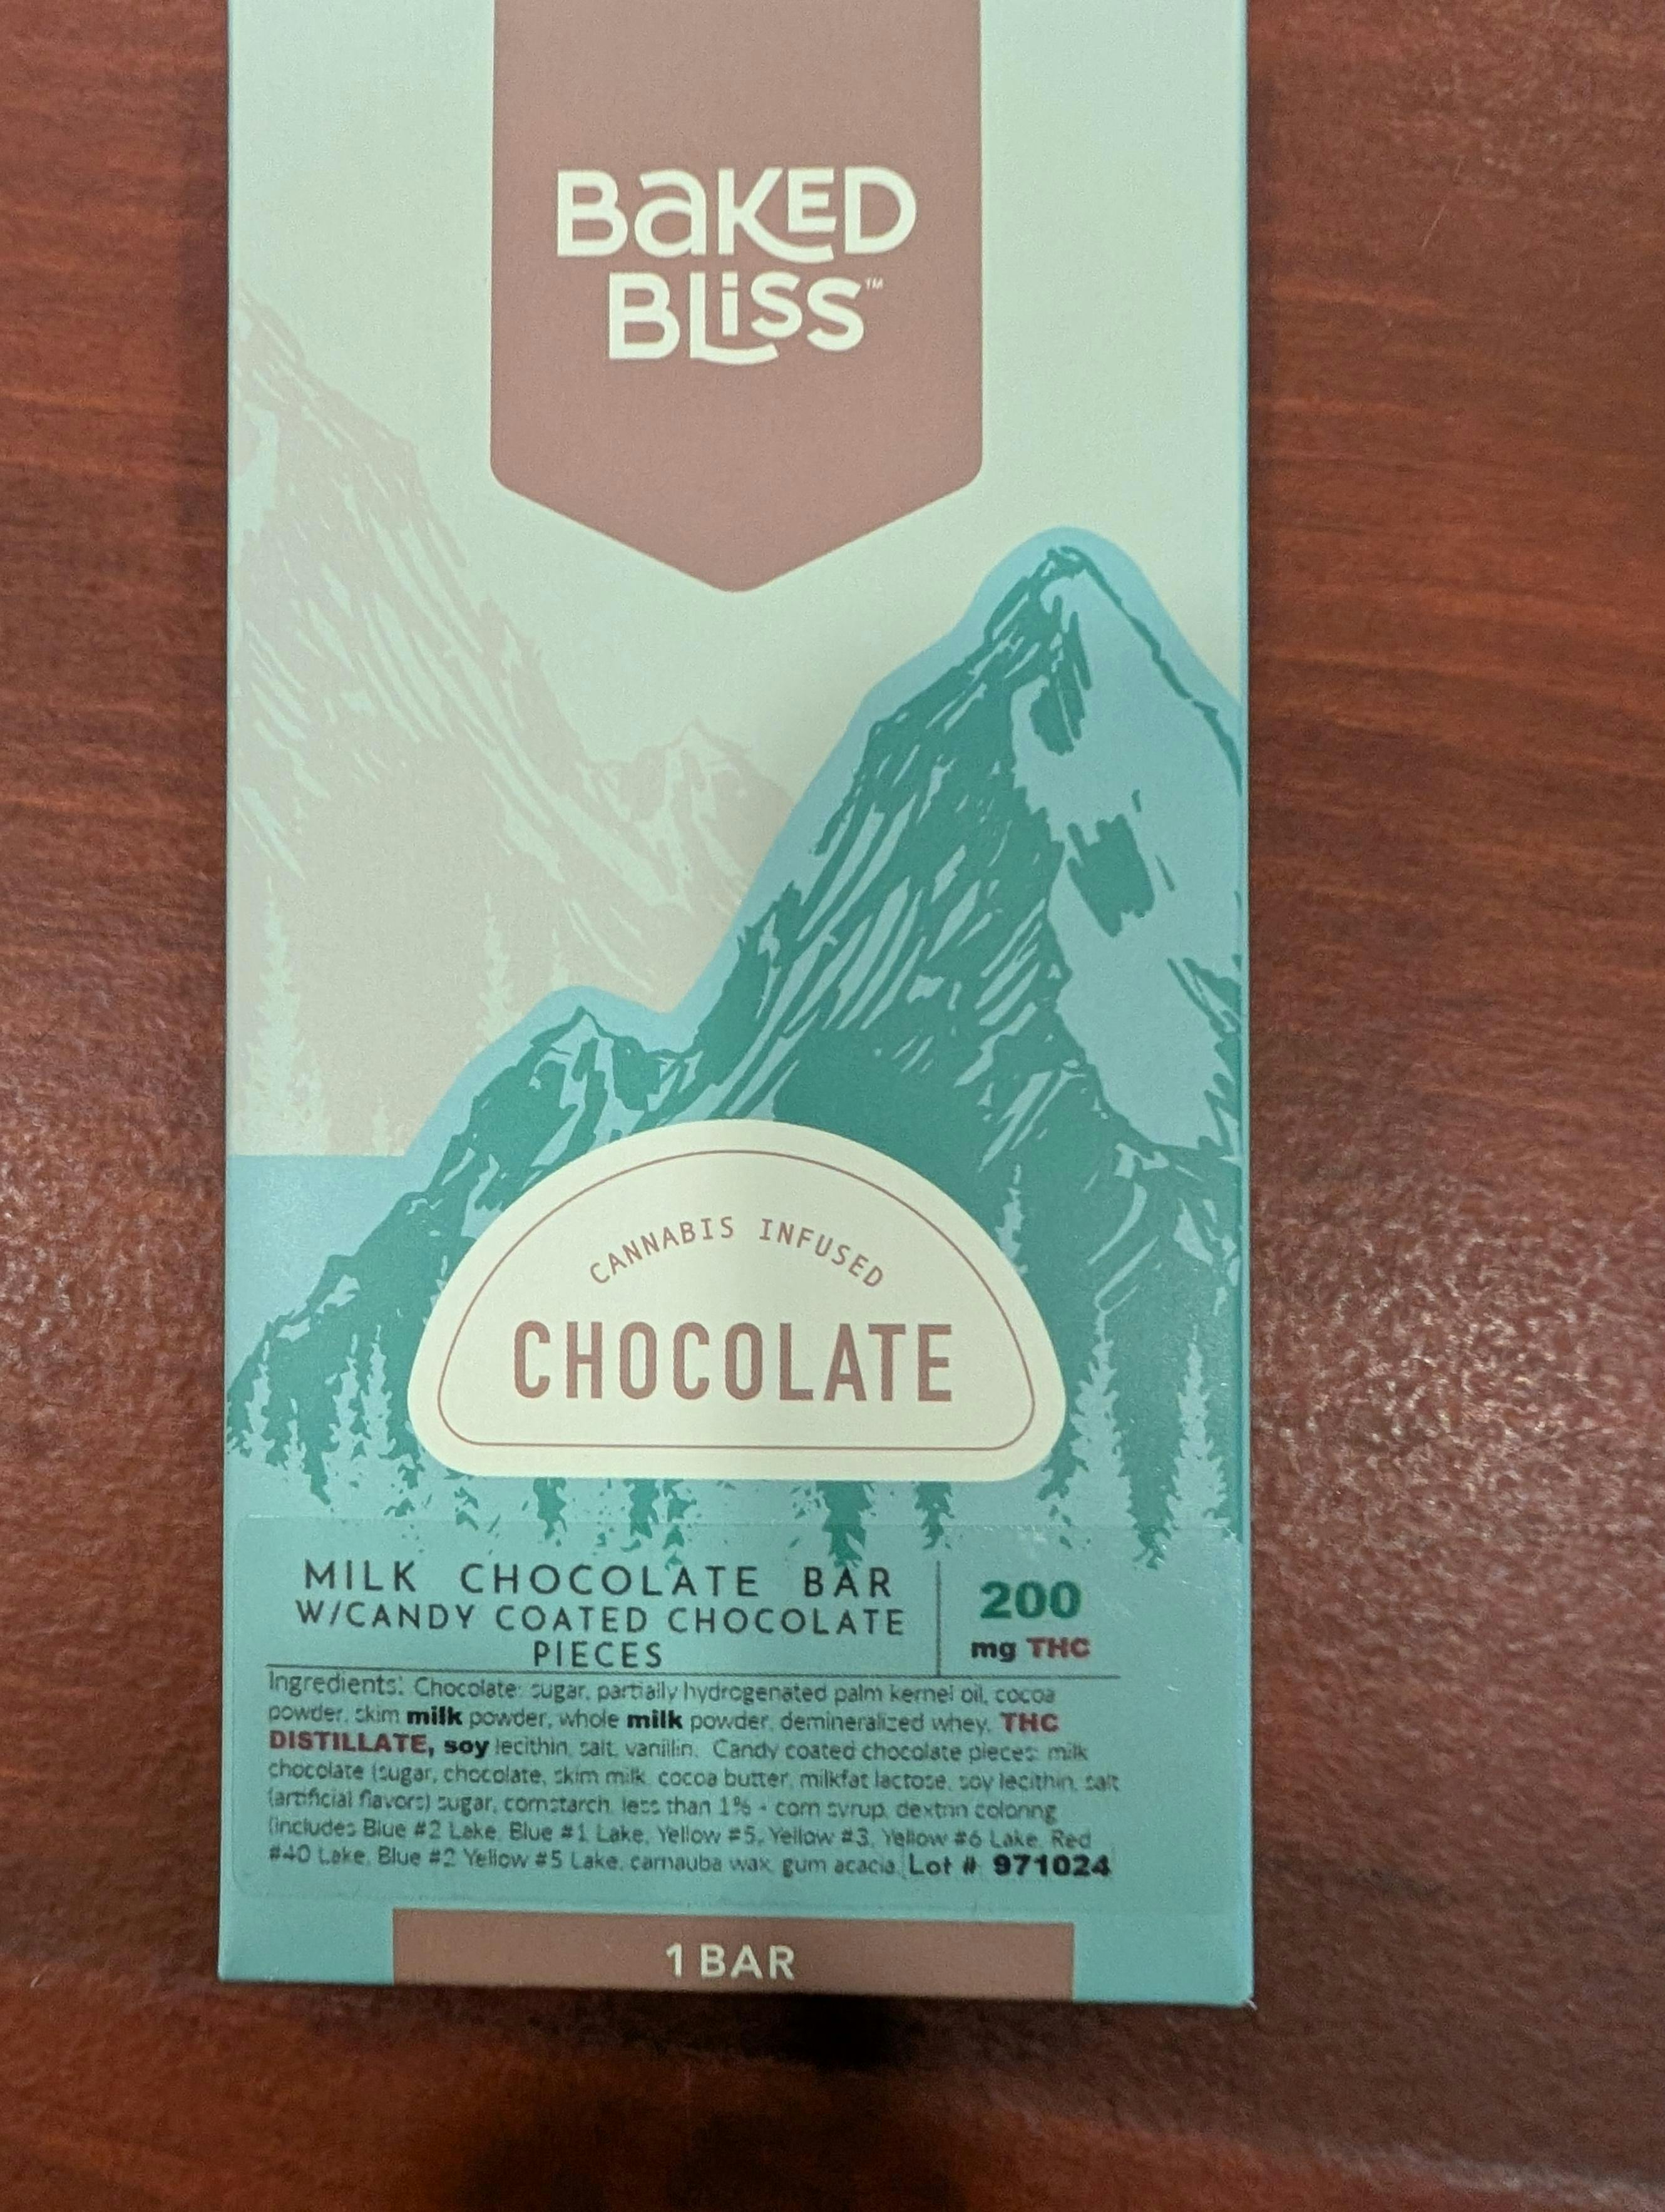 BaKED
BLiSS™
CANNABIS INFUSED
CHOCOLATE
MILK CHOCOLATE BAR
W/CANDY COATED CHOCOLATE
PIECES
200
mg THC
Ingredients: Chocolate: sugar, partially hydrogenated palm kernel oil, cocoa
powder, skim milk powder, whole milk powder, demineralized whey, THC
DISTILLATE, soy lecithin, salt, vanillin. Candy coated chocolate pieces: milk
chocolate (sugar, chocolate, skim milk, cocoa butter, milkfat lactose, soy lecithin, salt
(artificial flavors) sugar, cornstarch, less than 1% - corn syrup, dextrin coloring
(includes Blue #2 Lake, Blue #1 Lake, Yellow #5, Yellow #3, Yellow #6 Lake, Red
#40 Lake, Blue #2 Yellow #5 Lake, carnauba wax, gum acacia. Lot # 971024
1 BAR